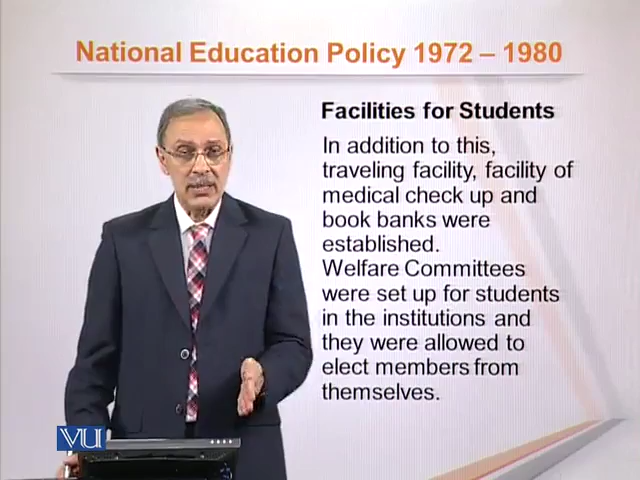 National Education Policy 1972 – 1980
Facilities for Students
In addition to this,
traveling facility, facility of
medical check up and
book banks were
established.
Welfare Committees
were set up for students
in the institutions and
they were allowed to
elect members from
themselves.
VU